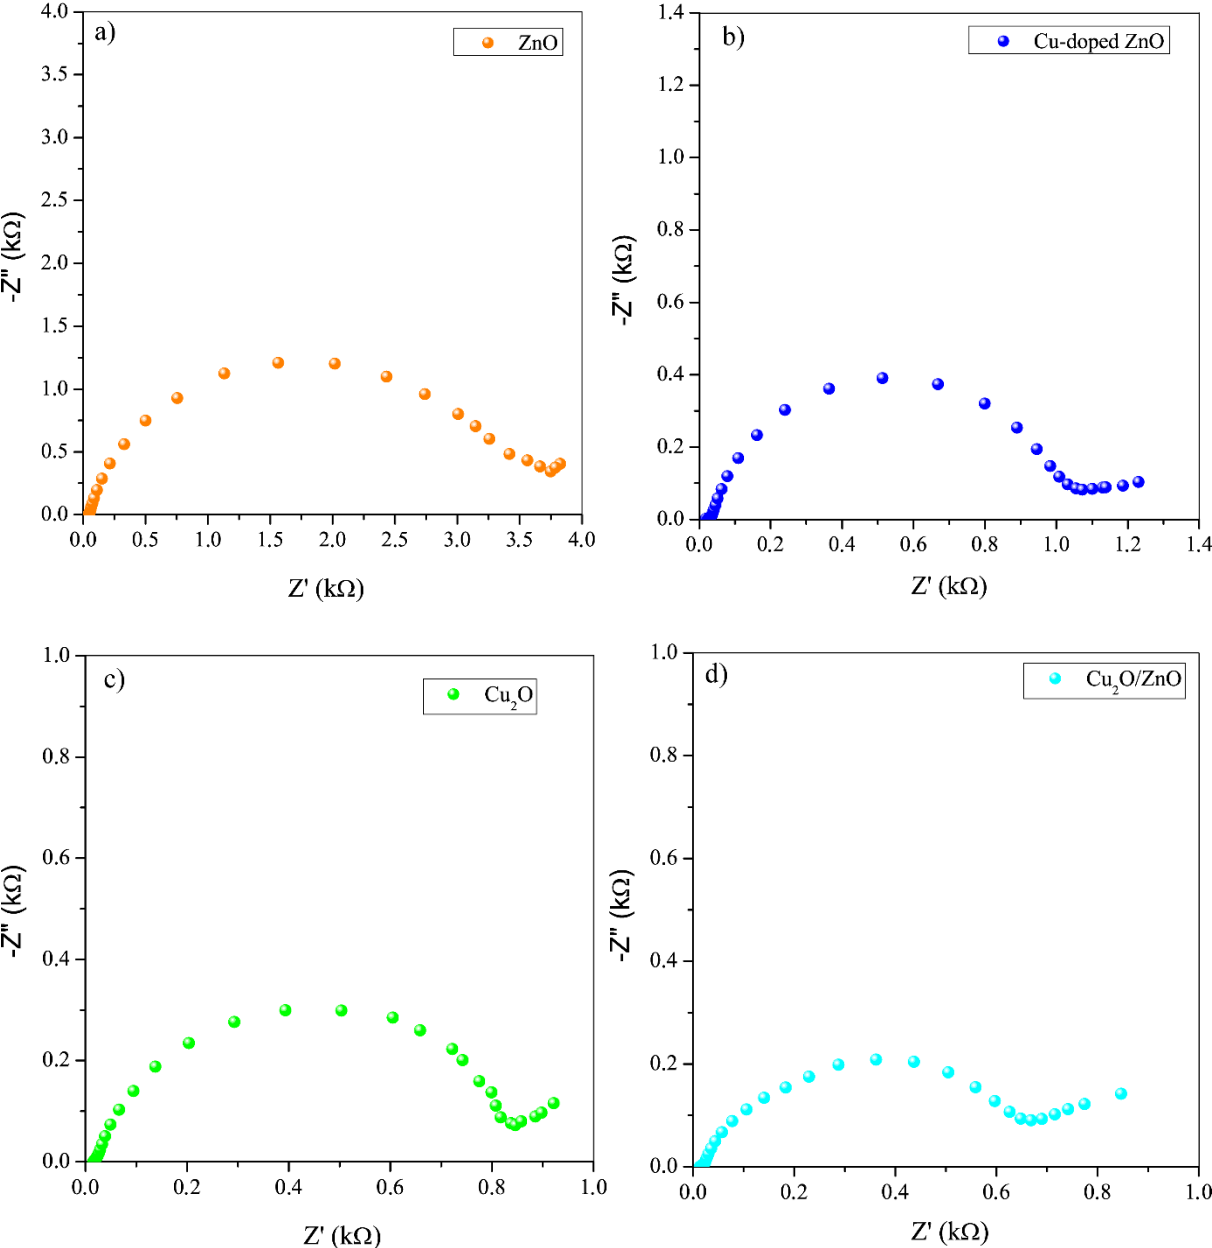 a)
ZnO
4.0
3.5
3.0
2.5
2.0
1.5
1.0
0.5
0.0
-Z" (kΩ)
0.0 0.5 1.0 1.5 2.0 2.5 3.0 3.5 4.0
Z' (kΩ)
b)
Cu-doped ZnO
1.4
1.2
1.0
0.8
0.6
0.4
0.2
0.0
-Z" (kΩ)
0.0 0.2 0.4 0.6 0.8 1.0 1.2 1.4
Z' (kΩ)
c)
Cu₂O
1.0
0.8
0.6
0.4
0.2
0.0
-Z" (kΩ)
0.0 0.2 0.4 0.6 0.8 1.0
Z' (kΩ)
d)
Cu₂O/ZnO
1.0
0.8
0.6
0.4
0.2
0.0
-Z" (kΩ)
0.0 0.2 0.4 0.6 0.8 1.0
Z' (kΩ)